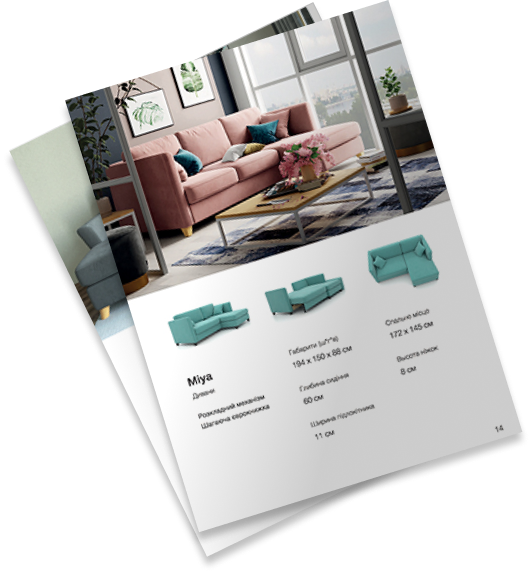 Miya
Дивани
Розкладний механізм
Шагаюча єврокнижка
Габарити (ш*г*в)
194 x 150 x 88 см
Глибина сидіння
60 см
Ширина підлокітника
11 см
Спальне місце
172 x 145 см
Висота ніжок
8 см
14